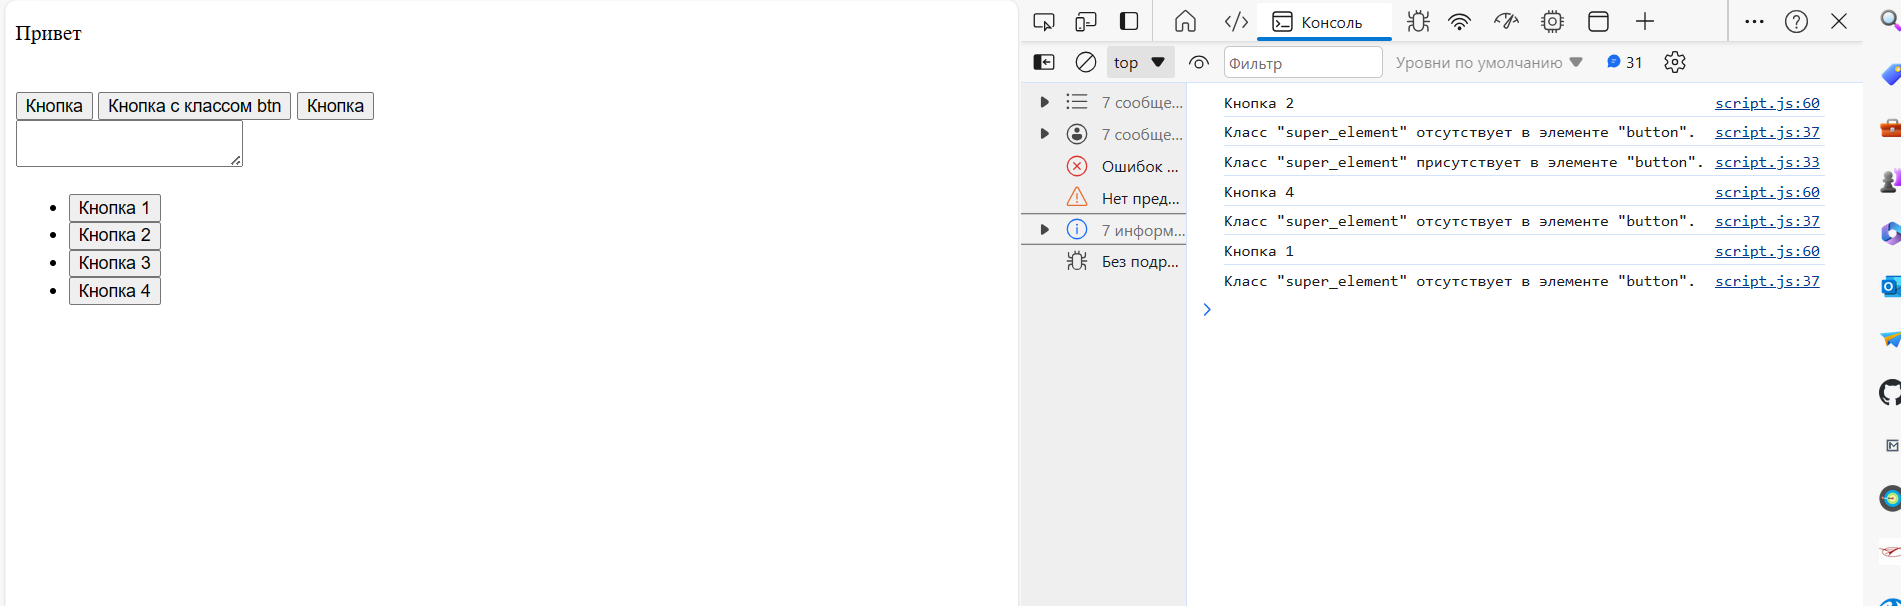 Привет
Кнопка Кнопка с классом btn Кнопка
Кнопка 1
Кнопка 2
Кнопка 3
Кнопка 4
Консоль
top Фильтр Уровни по умолчанию 31
7 сообще...
7 сообще...
Ошибок ...
Нет пред...
7 информ...
Без подр...
Кнопка 2 script.js:60
Класс "super_element" отсутствует в элементе "button". script.js:37
Класс "super_element" присутствует в элементе "button". script.js:33
Кнопка 4 script.js:60
Класс "super_element" отсутствует в элементе "button". script.js:37
Кнопка 1 script.js:60
Класс "super_element" отсутствует в элементе "button". script.js:37